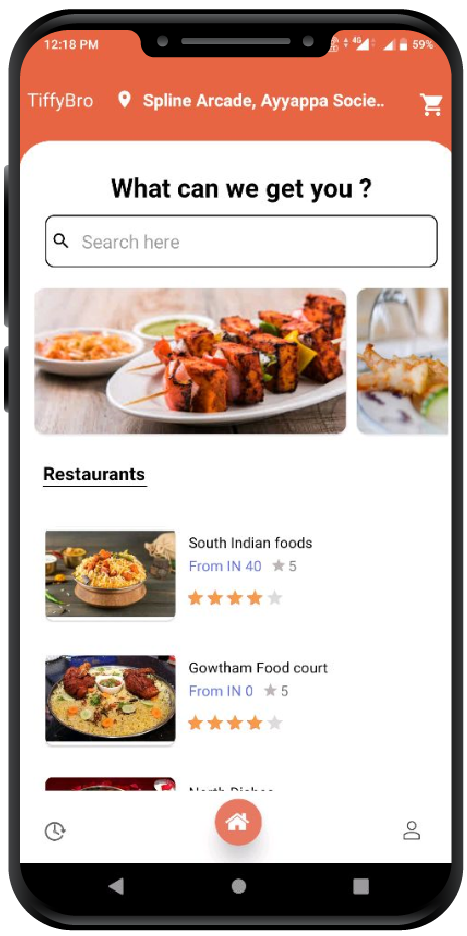 12:18 PM
4G
59%
TiffyBro
Spline Arcade, Ayyappa Socie..
What can we get you ?
Search here
Restaurants
South Indian foods
From IN 40 ★ 5
Gowtham Food court
From IN 0 ★ 5